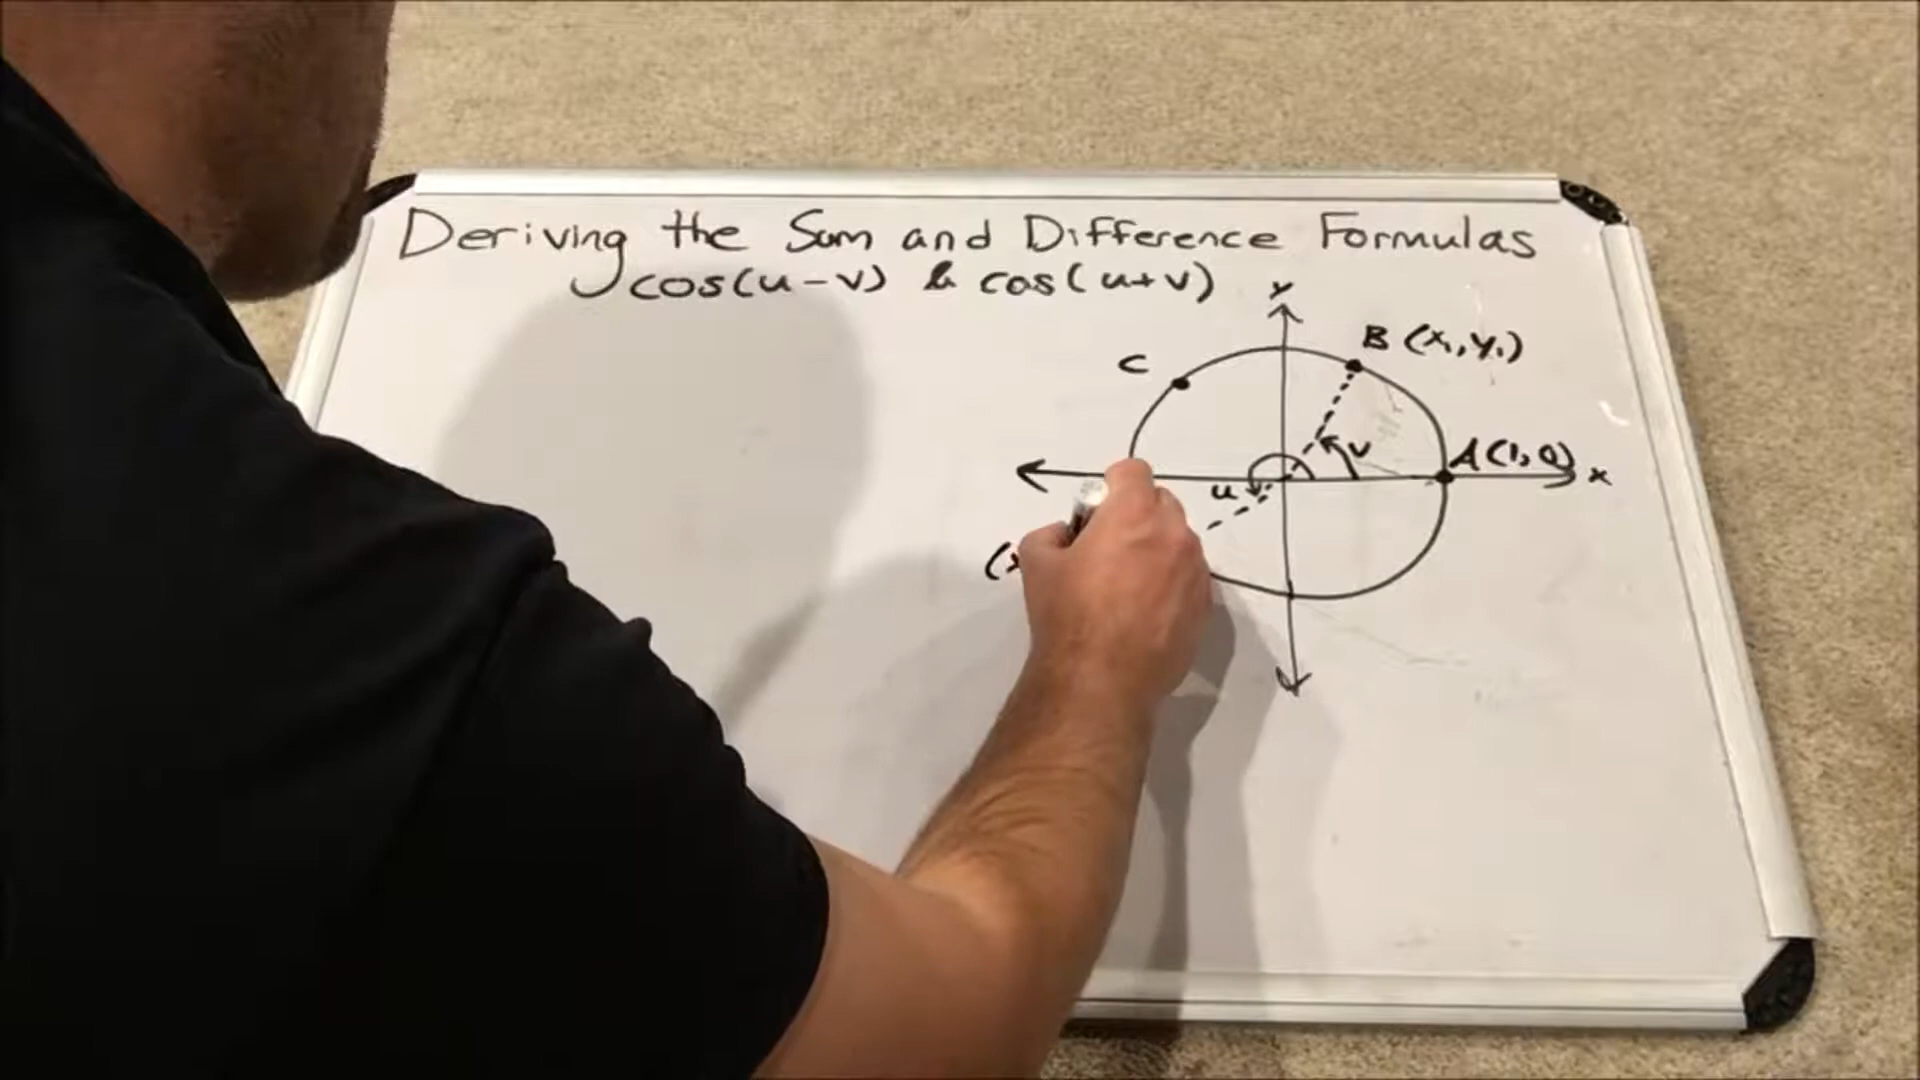 Deriving the Sum and Difference Formulas
cos(u-v) & cos(u+v)
y
B (x₁, y₁)
C
A (1, 0)
x
v
u
(x